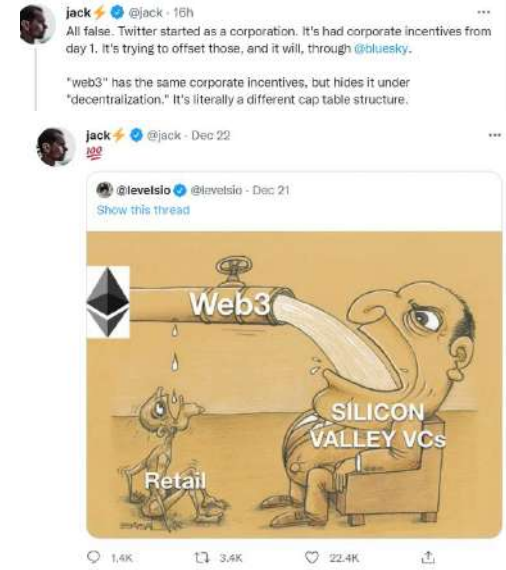 jack⚡ @jack · 16h
All false. Twitter started as a corporation. It's had corporate incentives from
day 1. It's trying to offset those, and it will, through @bluesky.
"web3" has the same corporate incentives, but hides it under
"decentralization." It's literally a different cap table structure.
jack⚡ @jack · Dec 22
💯
@levelsio @levelsio · Dec 21
Show this thread
Web3
SILICON
VALLEY VCs
Retail
1.4K 3.4K 22.4K